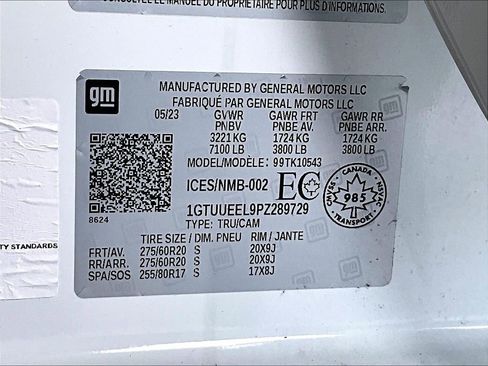 CONSULTEZ LE MANUEL DU PROPRIÉTAIRE POUR PLUS D'INFORMATIONS.
gm
MANUFACTURED BY GENERAL MOTORS LLC
FABRIQUÉ PAR GENERAL MOTORS LLC
05/23 GVWR GAWR FRT GAWR RR
PNBV PNBE AV. PNBE ARR.
3221 KG 1724 KG 1724 KG
7100 LB 3800 LB 3800 LB
MODEL/MODÈLE: 99TK10543
ICES/NMB-002 EC
CMVSS NSVAC
985
TRANSPORT
8624
1GTUUEEL9PZ289729
TYPE: TRU/CAM
TIRE SIZE / DIM. PNEU RIM / JANTE
FRT/AV. 275/60R20 S 20X9J
RR/ARR. 275/60R20 S 20X9J
SPA/SOS 255/80R17 S 17X8J
TY STANDARDS